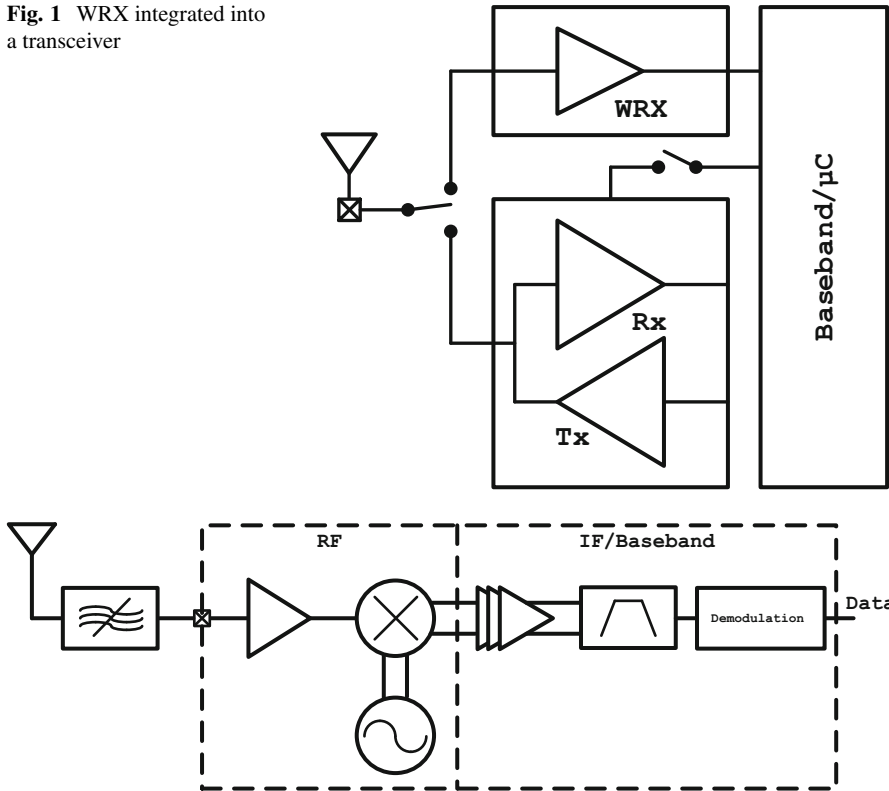 Fig. 1 WRX integrated into
a transceiver
WRX
Baseband/µC
Rx
Tx
RF
IF/Baseband
Demodulation
Data